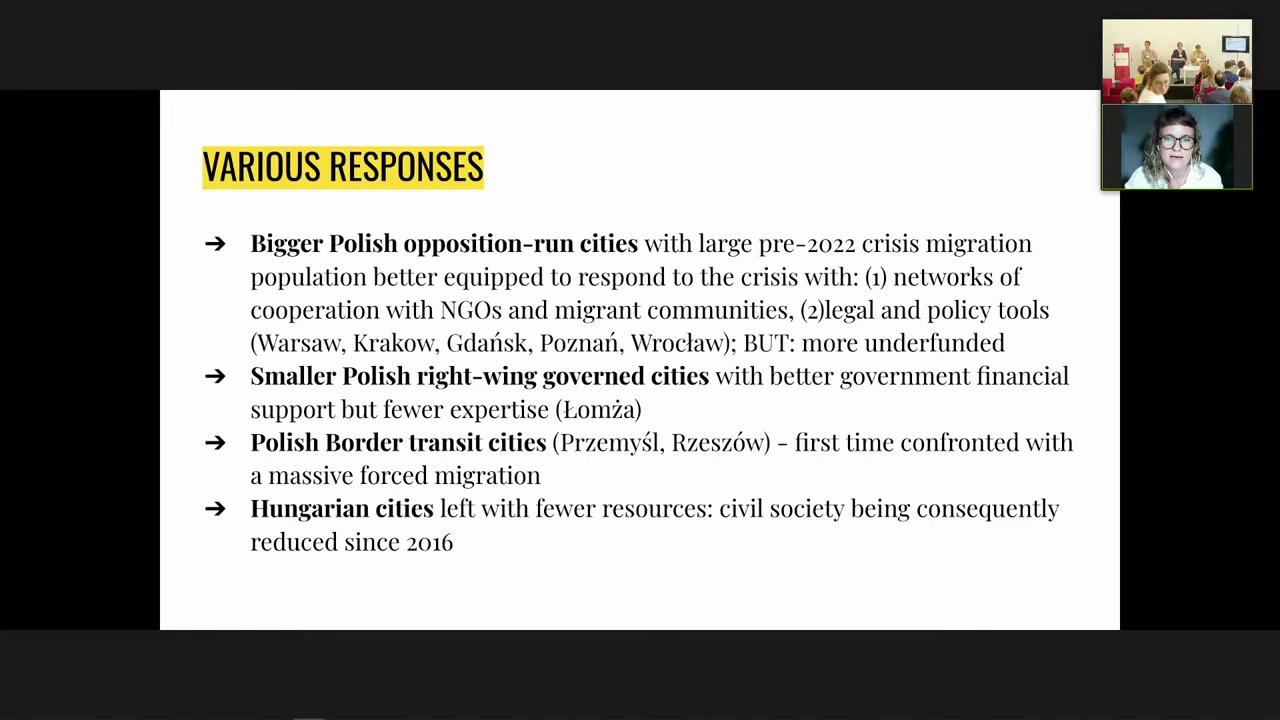 VARIOUS RESPONSES
➔ Bigger Polish opposition-run cities with large pre-2022 crisis migration
population better equipped to respond to the crisis with: (1) networks of
cooperation with NGOs and migrant communities, (2)legal and policy tools
(Warsaw, Krakow, Gdańsk, Poznań, Wrocław); BUT: more underfunded
➔ Smaller Polish right-wing governed cities with better government financial
support but fewer expertise (Łomża)
➔ Polish Border transit cities (Przemyśl, Rzeszów) - first time confronted with
a massive forced migration
➔ Hungarian cities left with fewer resources: civil society being consequently
reduced since 2016